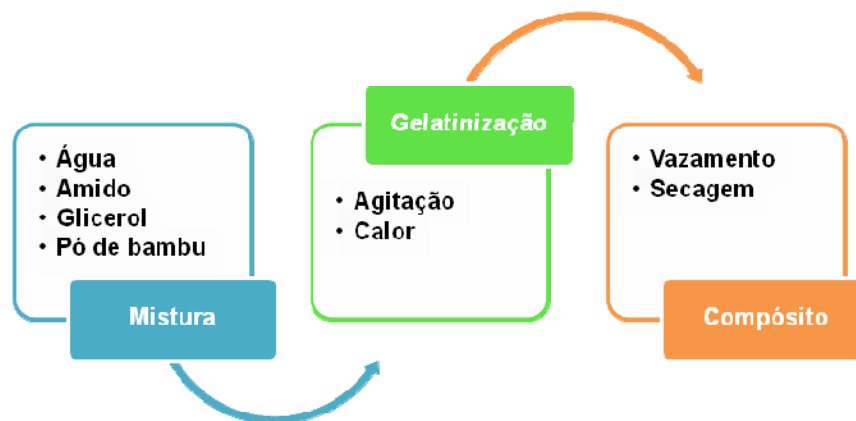 • Água
• Amido
• Glicerol
• Pó de bambu
Mistura
Gelatinização
• Agitação
• Calor
• Vazamento
• Secagem
Compósito